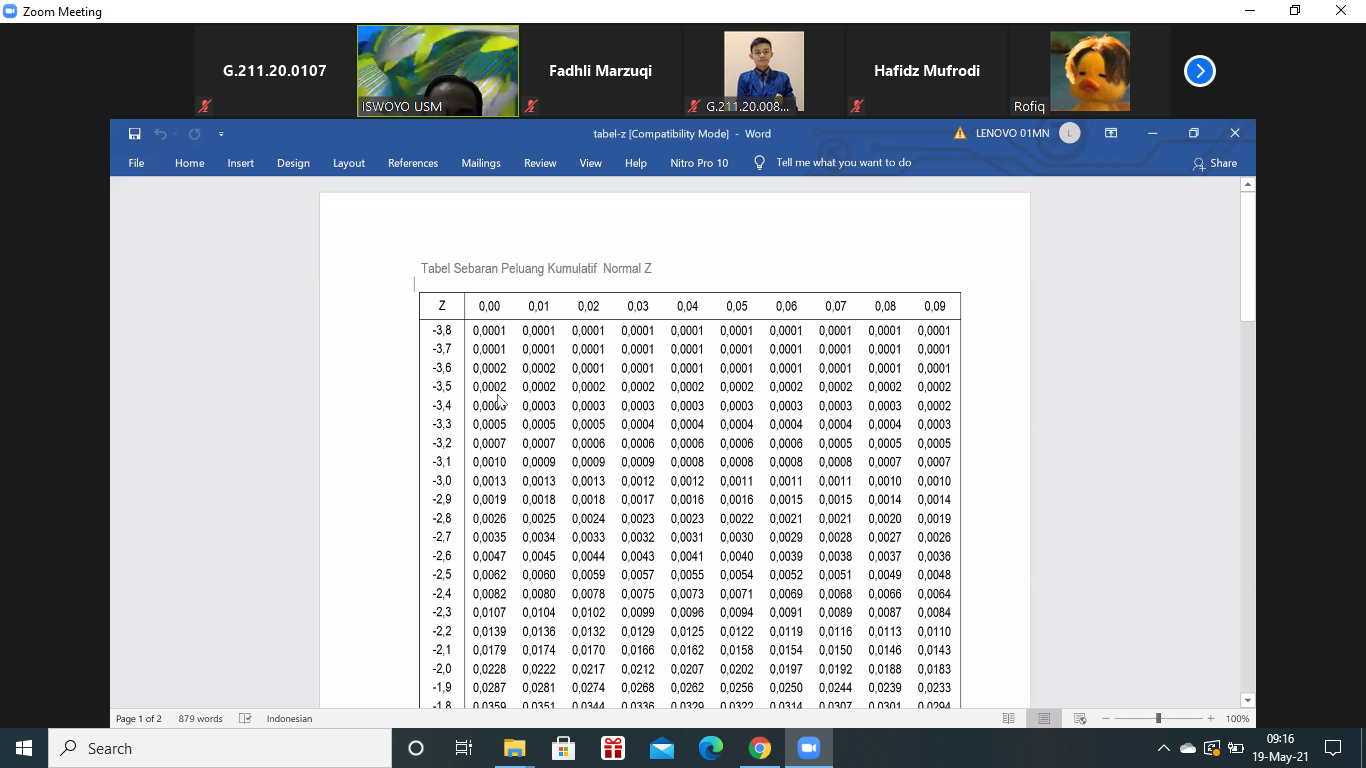 Zoom Meeting
G.211.20.0107
ISWOYO USM
Fadhli Marzuqi
G.211.20.008...
Hafidz Mufrodi
Rofiq
tabel-z [Compatibility Mode] - Word
LENOVO 01MN
L
File Home Insert Design Layout References Mailings Review View Help Nitro Pro 10 Tell me what you want to do Share
Tabel Sebaran Peluang Kumulatif Normal Z
Z 0,00 0,01 0,02 0,03 0,04 0,05 0,06 0,07 0,08 0,09
-3,8 0,0001 0,0001 0,0001 0,0001 0,0001 0,0001 0,0001 0,0001 0,0001 0,0001
-3,7 0,0001 0,0001 0,0001 0,0001 0,0001 0,0001 0,0001 0,0001 0,0001 0,0001
-3,6 0,0002 0,0002 0,0001 0,0001 0,0001 0,0001 0,0001 0,0001 0,0001 0,0001
-3,5 0,0002 0,0002 0,0002 0,0002 0,0002 0,0002 0,0002 0,0002 0,0002 0,0002
-3,4 0,0003 0,0003 0,0003 0,0003 0,0003 0,0003 0,0003 0,0003 0,0003 0,0002
-3,3 0,0005 0,0005 0,0005 0,0004 0,0004 0,0004 0,0004 0,0004 0,0004 0,0003
-3,2 0,0007 0,0007 0,0006 0,0006 0,0006 0,0006 0,0006 0,0005 0,0005 0,0005
-3,1 0,0010 0,0009 0,0009 0,0009 0,0008 0,0008 0,0008 0,0008 0,0007 0,0007
-3,0 0,0013 0,0013 0,0013 0,0012 0,0012 0,0011 0,0011 0,0011 0,0010 0,0010
-2,9 0,0019 0,0018 0,0018 0,0017 0,0016 0,0016 0,0015 0,0015 0,0014 0,0014
-2,8 0,0026 0,0025 0,0024 0,0023 0,0023 0,0022 0,0021 0,0021 0,0020 0,0019
-2,7 0,0035 0,0034 0,0033 0,0032 0,0031 0,0030 0,0029 0,0028 0,0027 0,0026
-2,6 0,0047 0,0045 0,0044 0,0043 0,0041 0,0040 0,0039 0,0038 0,0037 0,0036
-2,5 0,0062 0,0060 0,0059 0,0057 0,0055 0,0054 0,0052 0,0051 0,0049 0,0048
-2,4 0,0082 0,0080 0,0078 0,0075 0,0073 0,0071 0,0069 0,0068 0,0066 0,0064
-2,3 0,0107 0,0104 0,0102 0,0099 0,0096 0,0094 0,0091 0,0089 0,0087 0,0084
-2,2 0,0139 0,0136 0,0132 0,0129 0,0125 0,0122 0,0119 0,0116 0,0113 0,0110
-2,1 0,0179 0,0174 0,0170 0,0166 0,0162 0,0158 0,0154 0,0150 0,0146 0,0143
-2,0 0,0228 0,0222 0,0217 0,0212 0,0207 0,0202 0,0197 0,0192 0,0188 0,0183
-1,9 0,0287 0,0281 0,0274 0,0268 0,0262 0,0256 0,0250 0,0244 0,0239 0,0233
-1,8 0,0359 0,0351 0,0344 0,0336 0,0329 0,0322 0,0314 0,0307 0,0301 0,0294
Page 1 of 2 879 words Indonesian 100%
Search
09:16
19-May-21